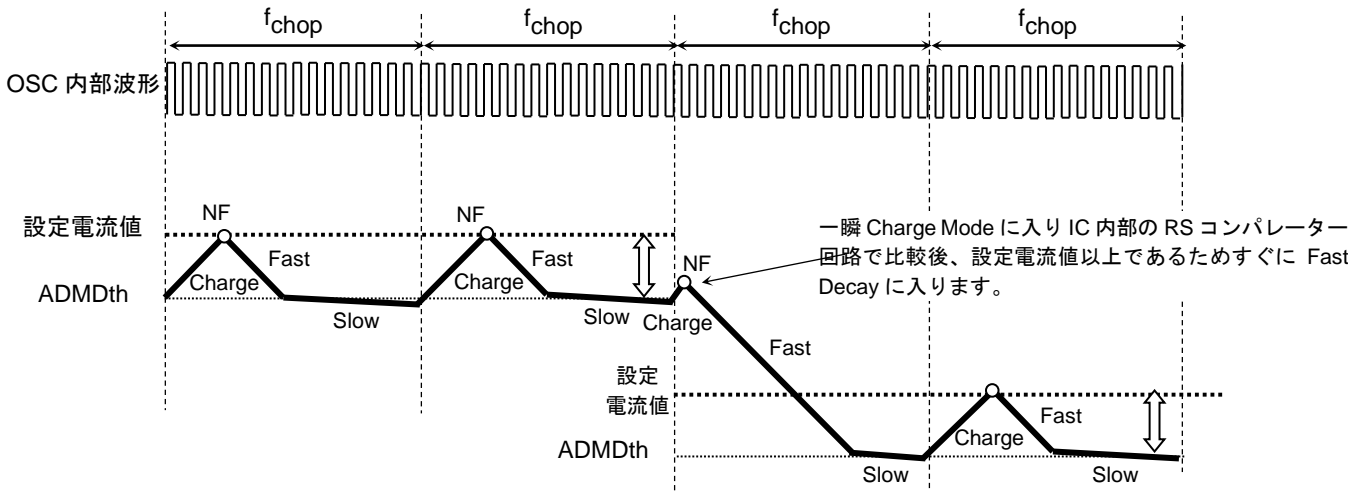 fchop fchop fchop fchop
OSC 内部波形
設定電流値
NF NF
一瞬 Charge Mode に入り IC 内部の RS コンパレーター
回路で比較後、設定電流値以上であるためすぐに Fast
Decay に入ります。
NF
Fast Fast
Charge Charge
ADMDth
Slow Slow
Charge
Fast
設定
電流値
Fast
Charge
ADMDth
Slow Slow